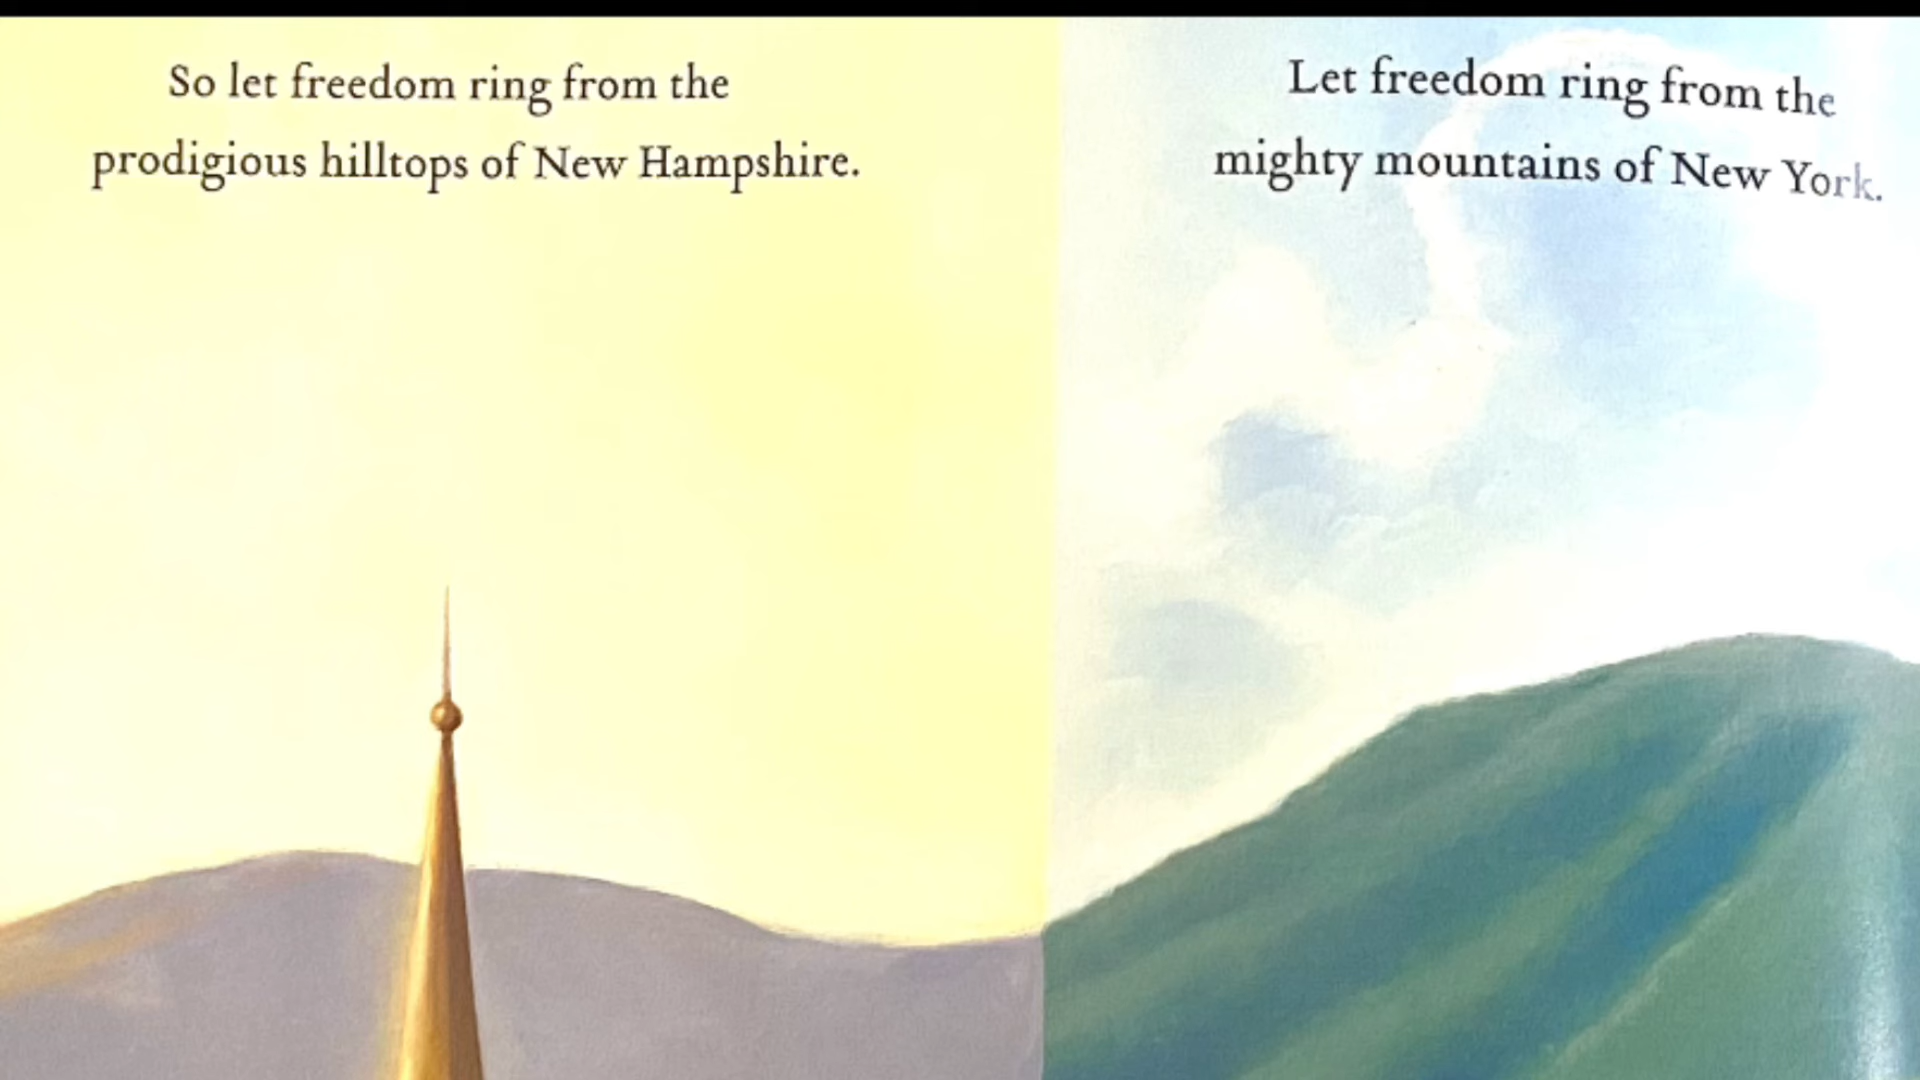 So let freedom ring from the
prodigious hilltops of New Hampshire.
Let freedom ring from the
mighty mountains of New York.